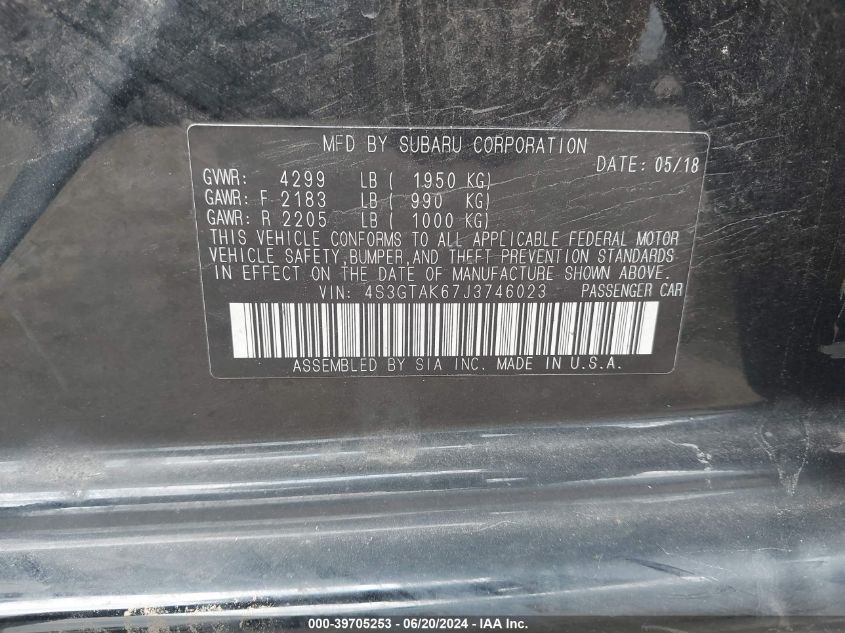 MFD BY SUBARU CORPORATION
DATE: 05/18
GVWR: 4299 LB ( 1950 KG)
GAWR: F 2183 LB ( 990 KG)
GAWR: R 2205 LB ( 1000 KG)
THIS VEHICLE CONFORMS TO ALL APPLICABLE FEDERAL MOTOR
VEHICLE SAFETY, BUMPER, AND THEFT PREVENTION STANDARDS
IN EFFECT ON THE DATE OF MANUFACTURE SHOWN ABOVE.
VIN: 4S3GTAK67J3746023 PASSENGER CAR
ASSEMBLED BY SIA INC. MADE IN U.S.A.
000-39705253 - 06/20/2024 - IAA Inc.